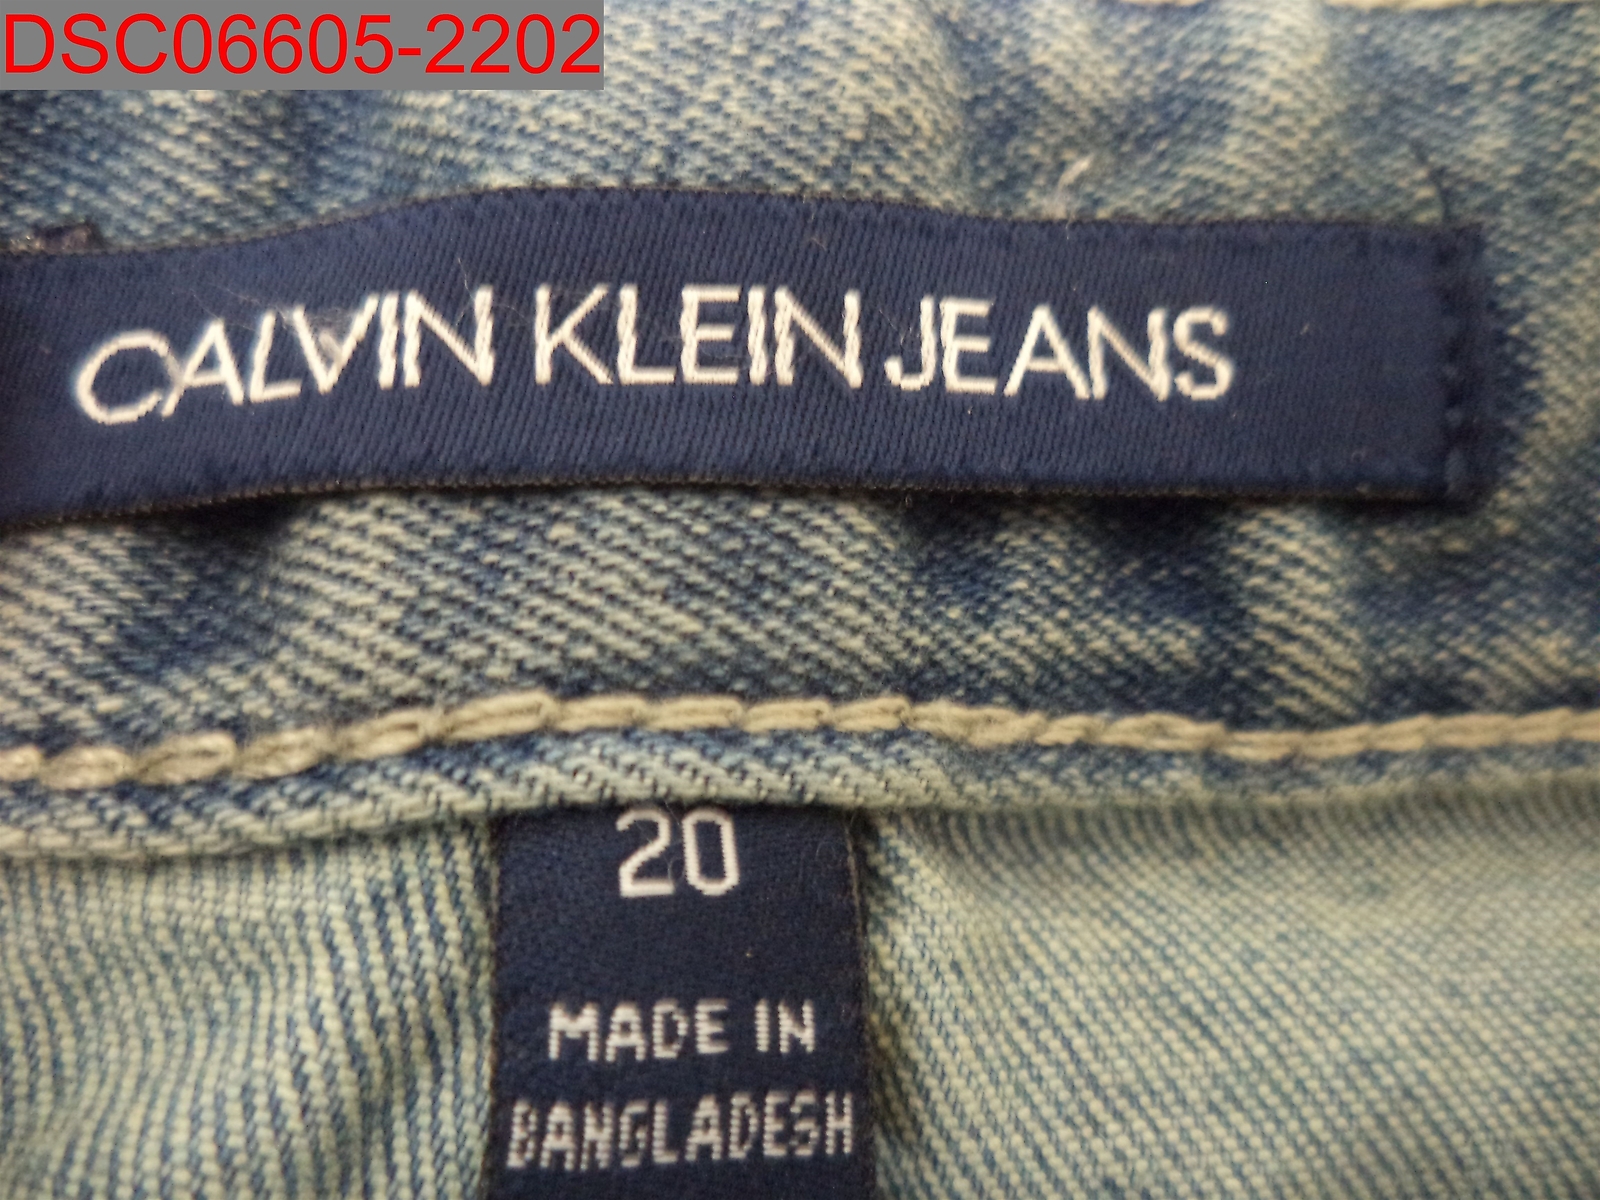 DSC06605-2202
CALVIN KLEIN JEANS
20
MADE IN
BANGLADESH